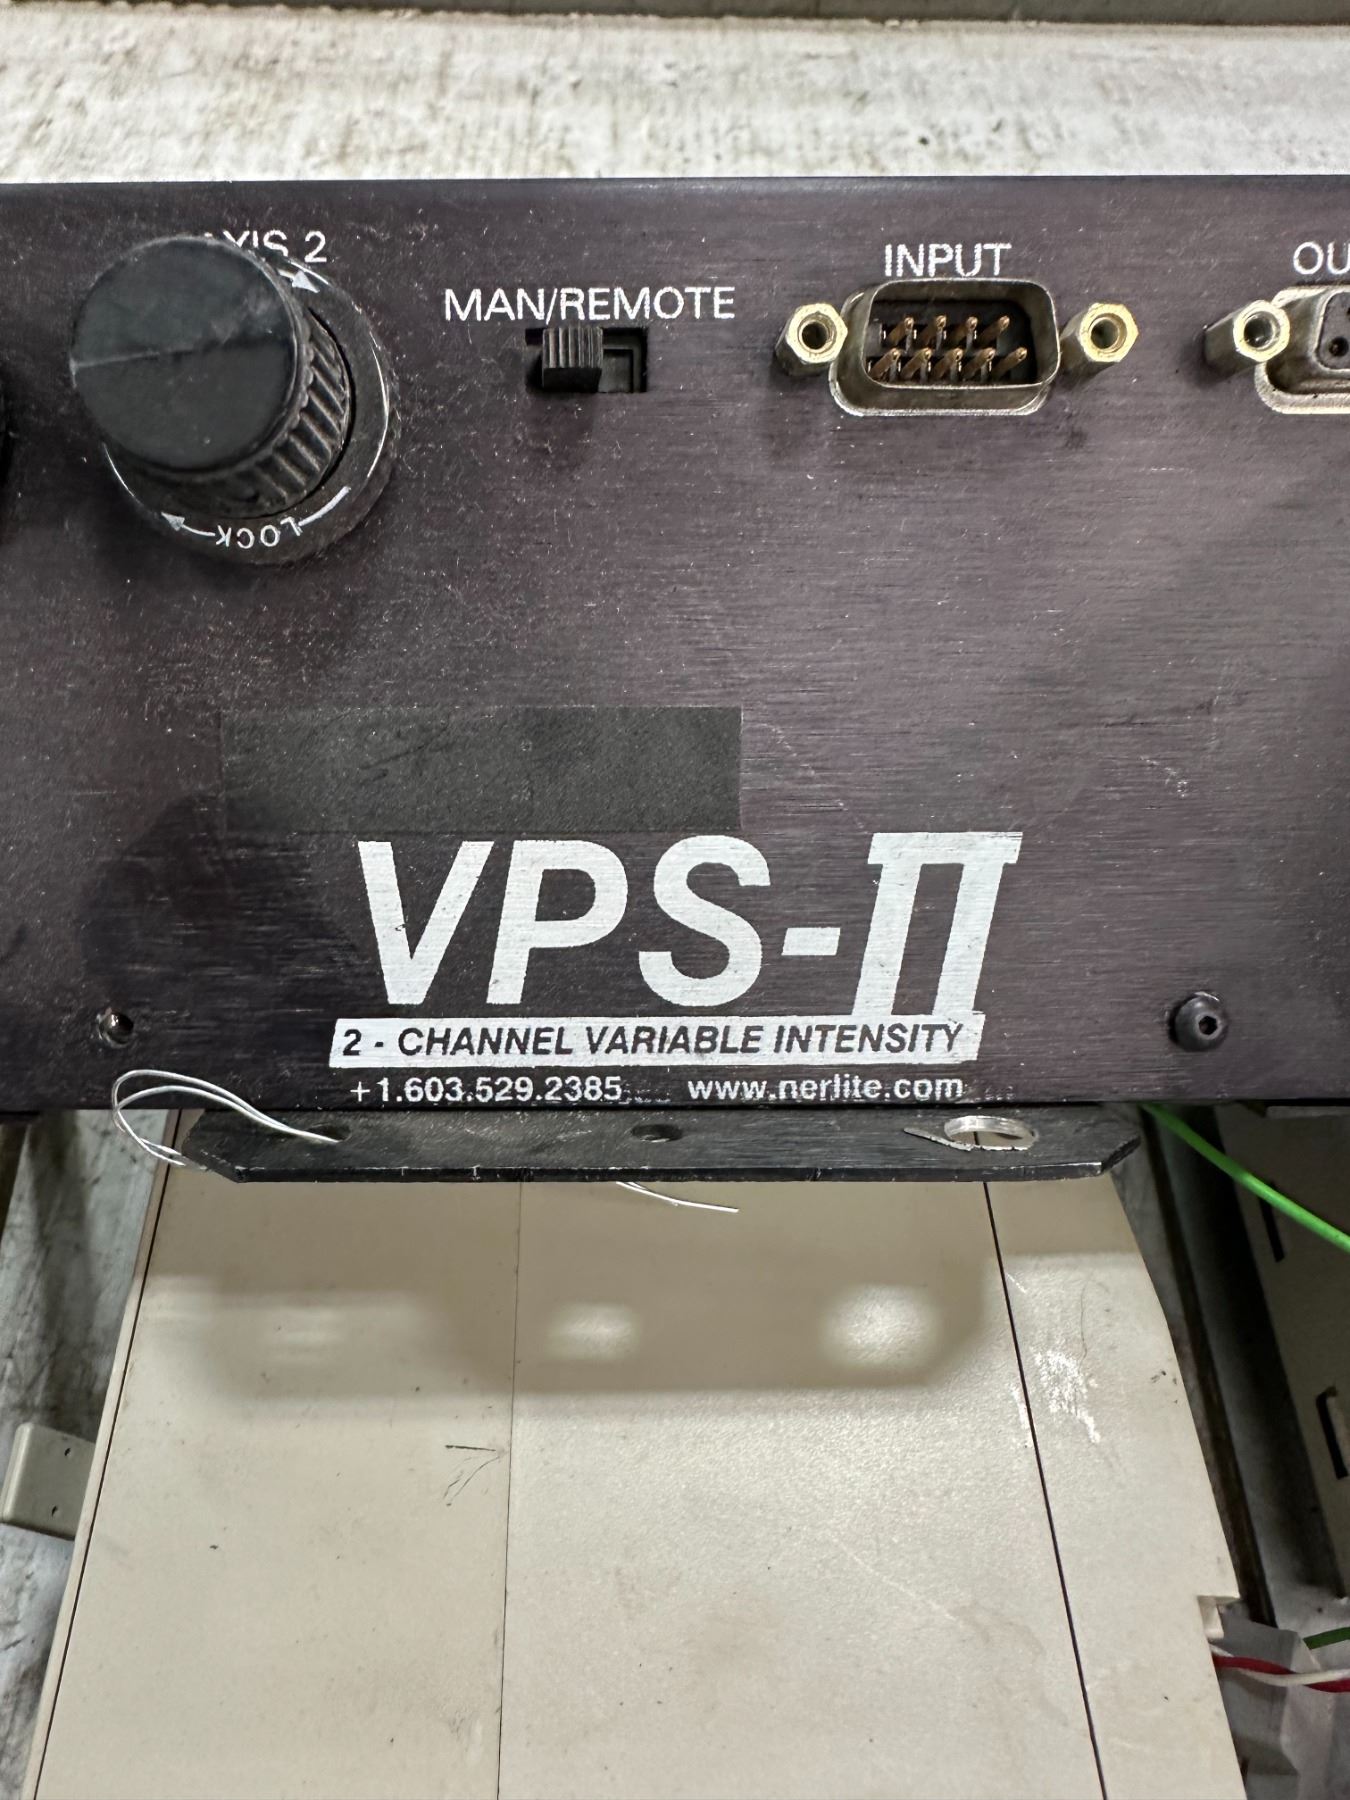 AXIS 2
MAN/REMOTE
INPUT
LOCK
VPS-II
2 - CHANNEL VARIABLE INTENSITY
+1.603.529.2385 www.nerlite.com